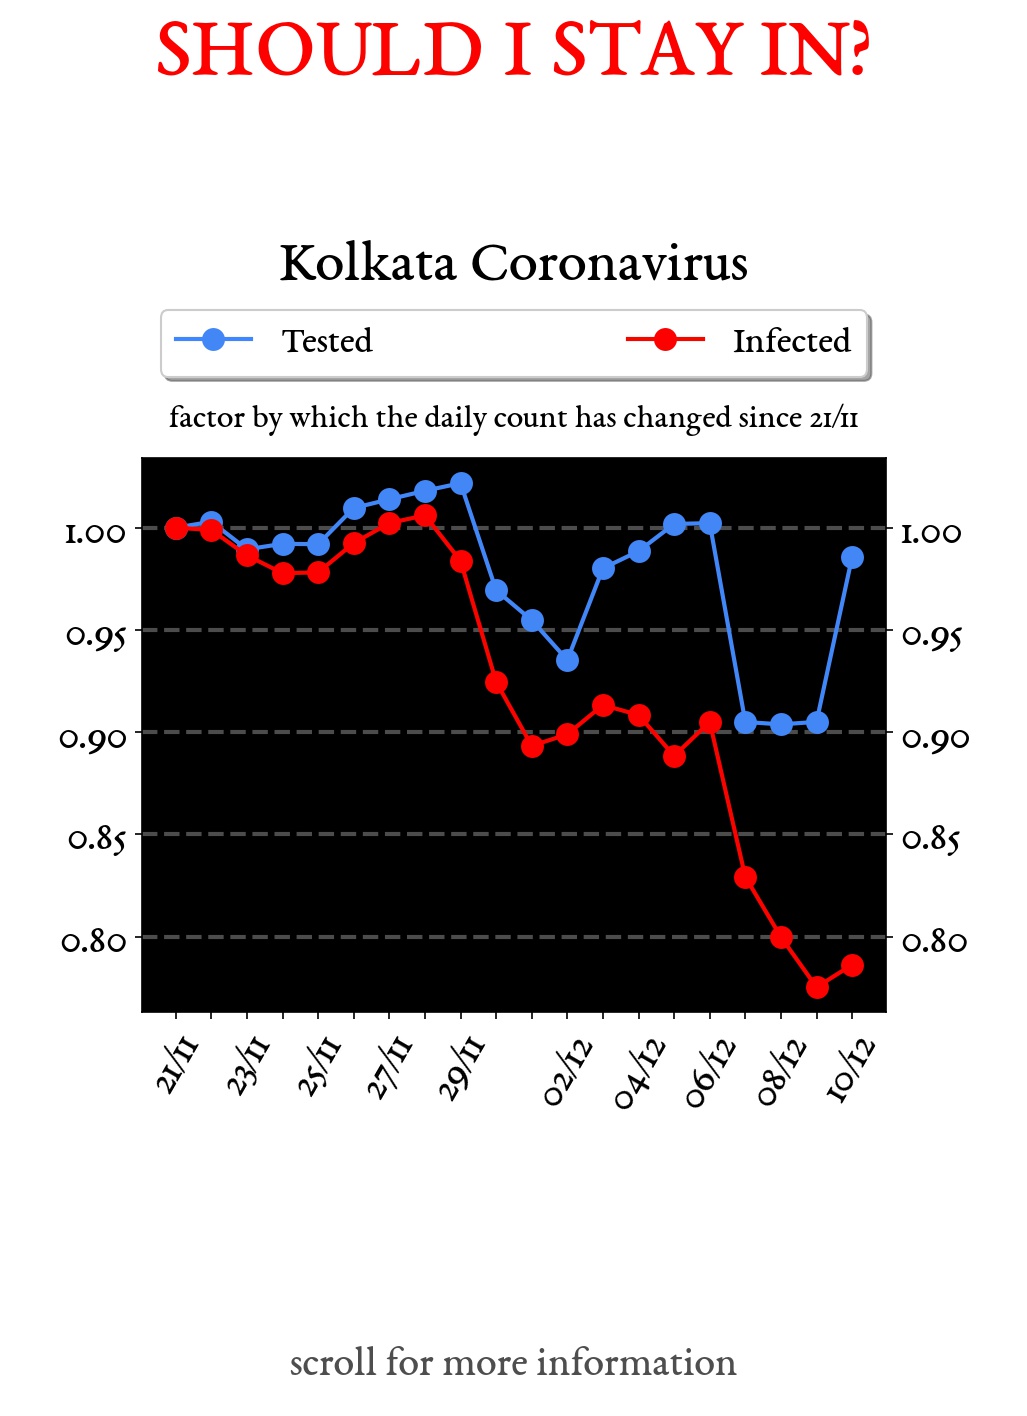 SHOULD I STAY IN?
Kolkata Coronavirus
Tested Infected
factor by which the daily count has changed since 21/11
1.00 1.00
0.95 0.95
0.90 0.90
0.85 0.85
0.80 0.80
21/11 23/11 25/11 27/11 29/11 02/12 04/12 06/12 08/12 10/12
scroll for more information